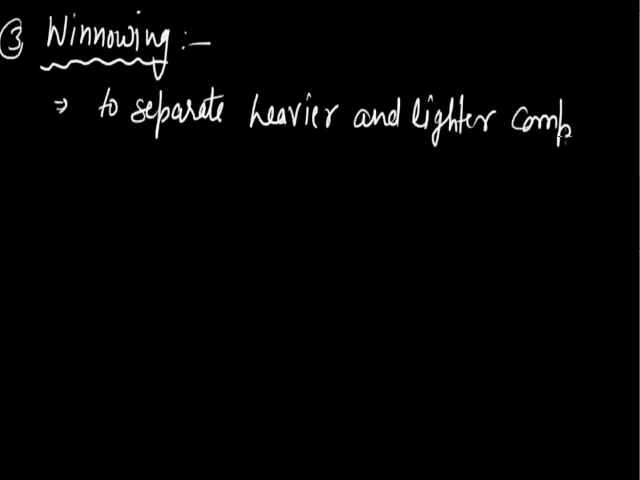 ③ Winnowing :-
⇒ to separate heavier and lighter comp